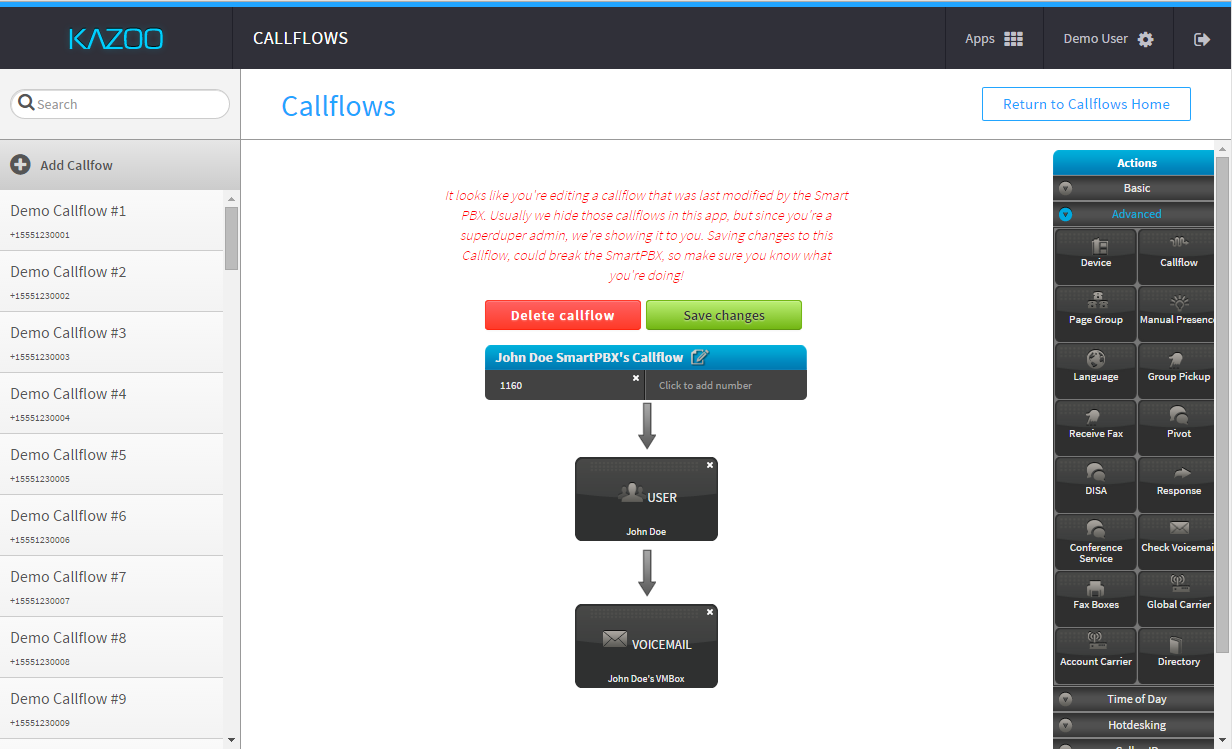 KAZOO
CALLFLOWS
Apps
Demo User
Search
Callflows
Return to Callflows Home
Add Callfow
Demo Callflow #1
+15551230001
Demo Callflow #2
+15551230002
Demo Callflow #3
+15551230003
Demo Callflow #4
+15551230004
Demo Callflow #5
+15551230005
Demo Callflow #6
+15551230006
Demo Callflow #7
+15551230007
Demo Callflow #8
+15551230008
Demo Callflow #9
+15551230009
It looks like you're editing a callflow that was last modified by the Smart
PBX. Usually we hide those callflows in this app, but since you're a
superduper admin, we're showing it to you. Saving changes to this
Callflow, could break the SmartPBX, so make sure you know what
you're doing!
Delete callflow
Save changes
John Doe SmartPBX's Callflow
1160
Click to add number
USER
John Doe
VOICEMAIL
John Doe's VMBox
Actions
Basic
Advanced
Device
Callflow
Page Group
Manual Presenc
Language
Group Pickup
Receive Fax
Pivot
DISA
Response
Conference
Service
Check Voicemai
Fax Boxes
Global Carrier
Account Carrier
Directory
Time of Day
Hotdesking